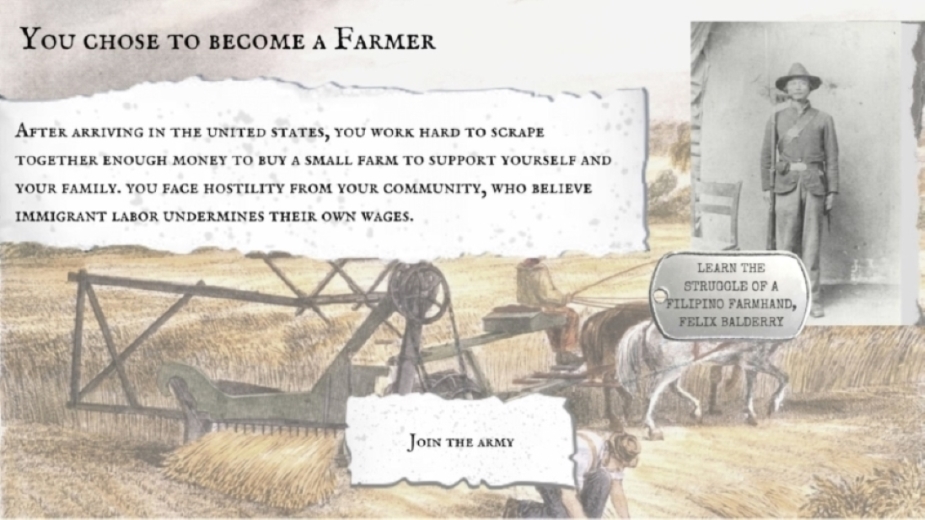 You chose to become a Farmer
After arriving in the United States, you work hard to scrape
together enough money to buy a small farm to support yourself and
your family. You face hostility from your community, who believe
immigrant labor undermines their own wages.
LEARN THE
STRUGGLE OF A
FILIPINO FARMHAND,
FELIX BALDERRY
Join the army